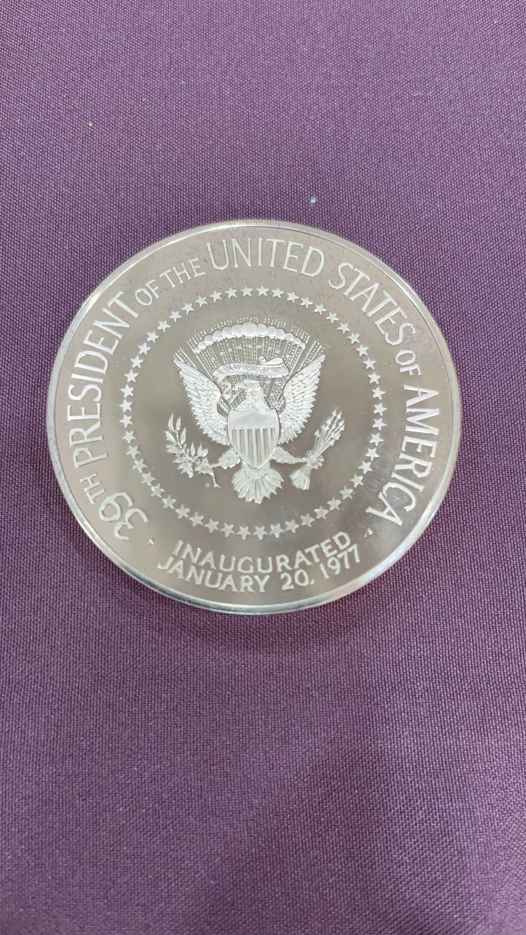 39TH PRESIDENT OF THE UNITED STATES OF AMERICA
INAUGURATED
JANUARY 20, 1977